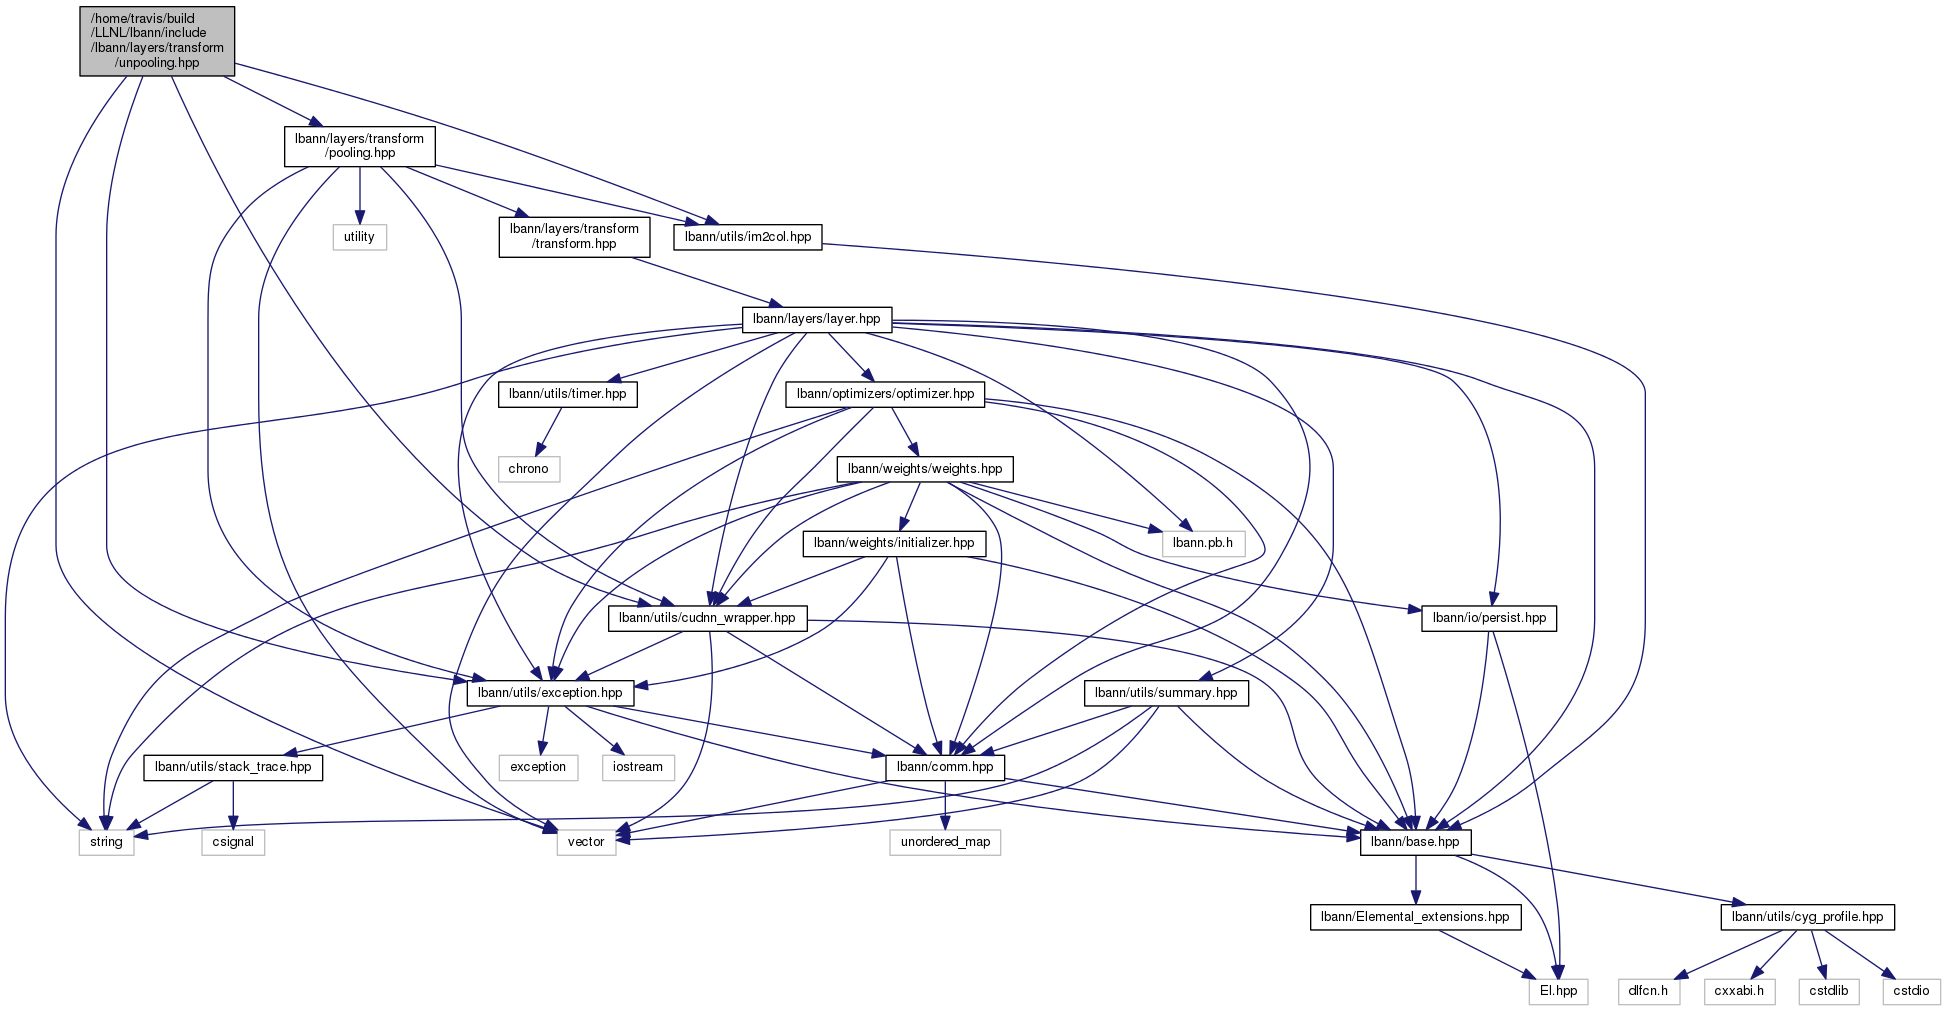 /home/travis/build
/LLNL/lbann/include
/lbann/layers/transform
/unpooling.hpp
lbann/layers/transform
/pooling.hpp
utility
lbann/layers/transform
/transform.hpp
lbann/utils/im2col.hpp
lbann/layers/layer.hpp
lbann/utils/timer.hpp
lbann/optimizers/optimizer.hpp
chrono
lbann/weights/weights.hpp
lbann/weights/initializer.hpp
lbann.pb.h
lbann/utils/cudnn_wrapper.hpp
lbann/io/persist.hpp
lbann/utils/exception.hpp
lbann/utils/summary.hpp
lbann/utils/stack_trace.hpp
exception
iostream
lbann/comm.hpp
string
csignal
vector
unordered_map
lbann/base.hpp
lbann/Elemental_extensions.hpp
lbann/utils/cyg_profile.hpp
El.hpp
dlfcn.h
cxxabi.h
cstdlib
cstdio